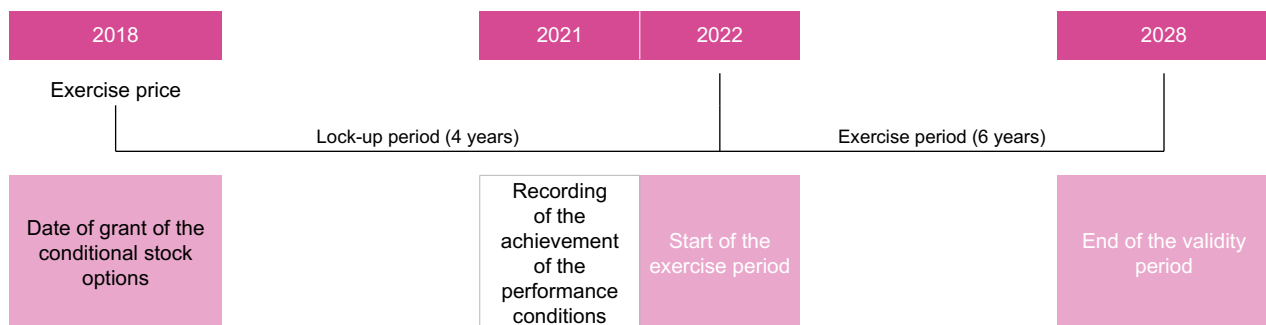 2018
2021
2022
2028
Exercise price
Lock-up period (4 years)
Exercise period (6 years)
Date of grant of the
conditional stock
options
Recording
of the
achievement
of the
performance
conditions
Start of the
exercise period
End of the validity
period